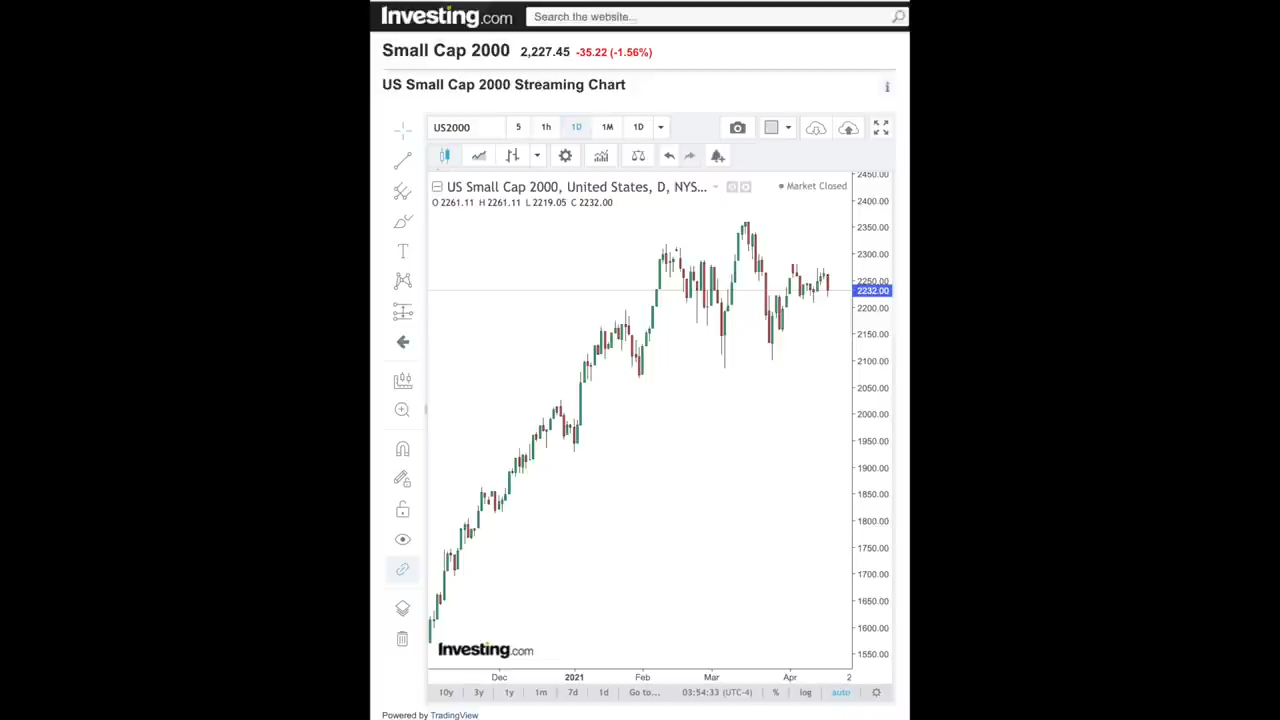 Investing.com
Search the website...
Small Cap 2000 2,227.45 -35.22 (-1.56%)
US Small Cap 2000 Streaming Chart
US2000 5 1h 1D 1M 1D
US Small Cap 2000, United States, D, NYS...
Market Closed
O 2261.11 H 2261.11 L 2219.05 C 2232.00
2450.00
2400.00
2350.00
2300.00
2250.00
2232.00
2200.00
2150.00
2100.00
2050.00
2000.00
1950.00
1900.00
1850.00
1800.00
1750.00
1700.00
1650.00
1600.00
1550.00
Investing.com
Dec 2021 Feb Mar Apr 2
10y 3y 1y 1m 7d 1d Go to... 03:54:33 (UTC-4) % log auto
Powered by TradingView